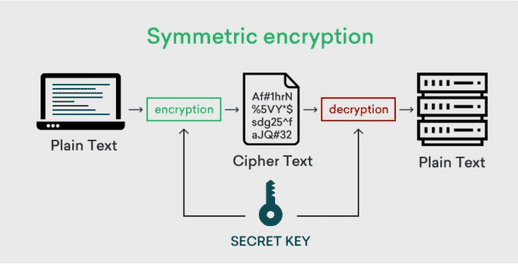 Symmetric encryption
encryption
Af#1hrN
%5VY*$
sdg25^f
aJQ#32
decryption
Plain Text
Cipher Text
Plain Text
SECRET KEY